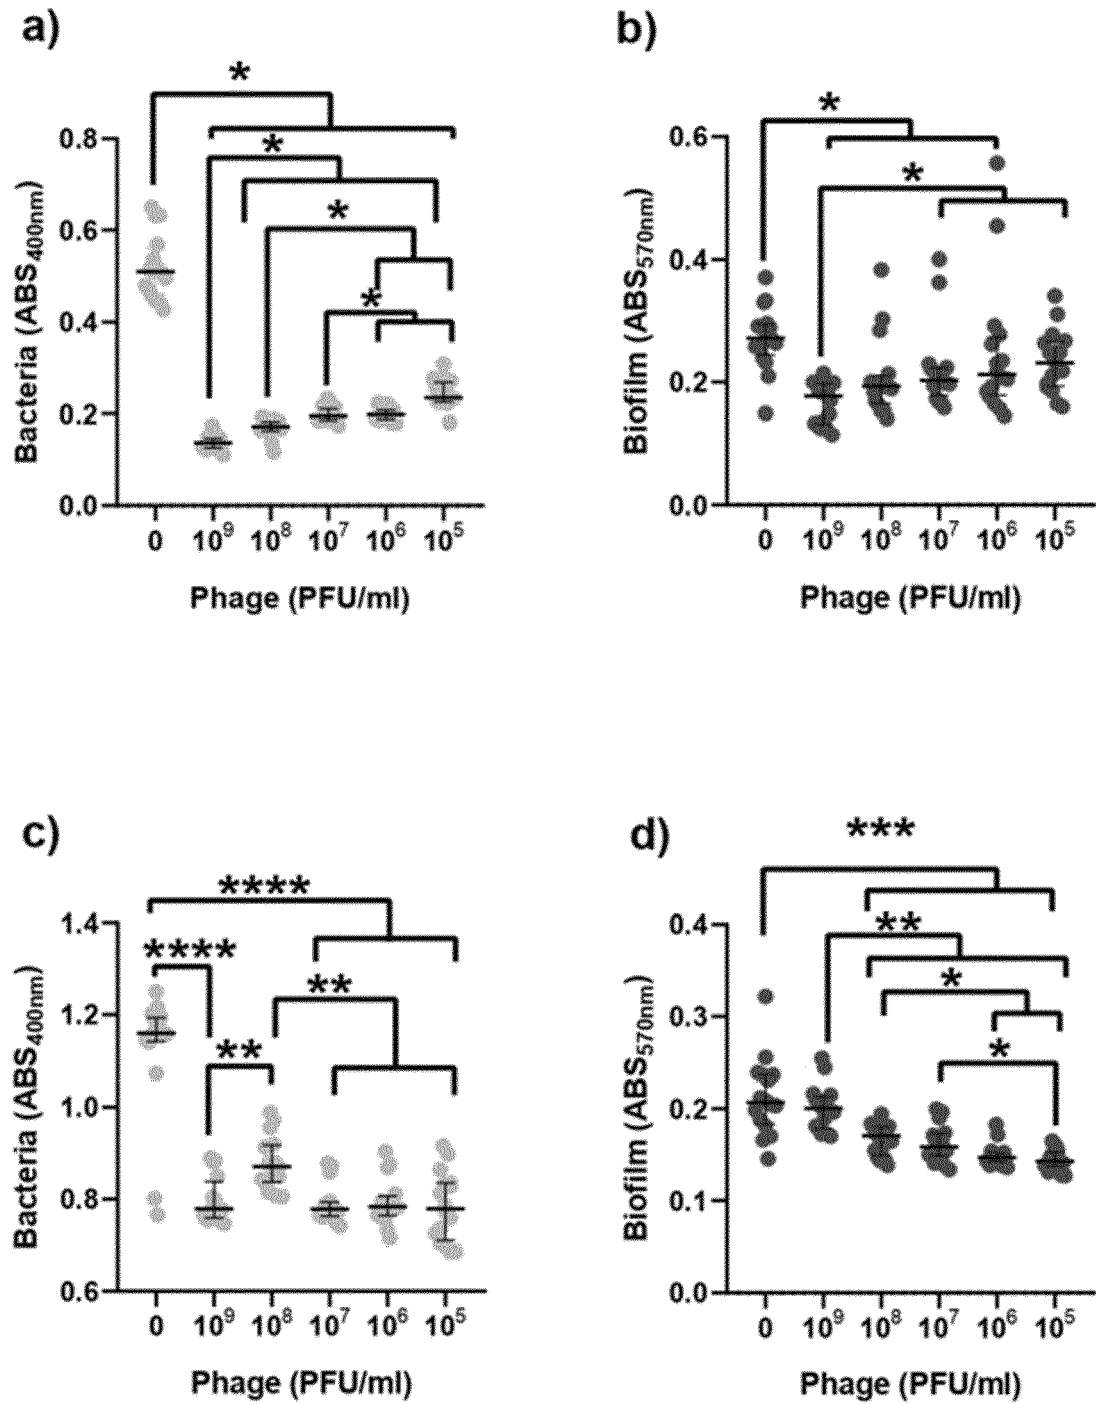 a)
*
*
*
*
0.8
0.6
0.4
0.2
0.0
Bacteria (ABS400nm)
0 10^9 10^8 10^7 10^6 10^5
Phage (PFU/ml)
b)
*
*
0.6
0.4
0.2
0.0
Biofilm (ABS570nm)
0 10^9 10^8 10^7 10^6 10^5
Phage (PFU/ml)
c)
****
****
**
**
1.4
1.2
1.0
0.8
0.6
Bacteria (ABS400nm)
0 10^9 10^8 10^7 10^6 10^5
Phage (PFU/ml)
d)
***
**
*
*
0.4
0.3
0.2
0.1
0.0
Biofilm (ABS570nm)
0 10^9 10^8 10^7 10^6 10^5
Phage (PFU/ml)